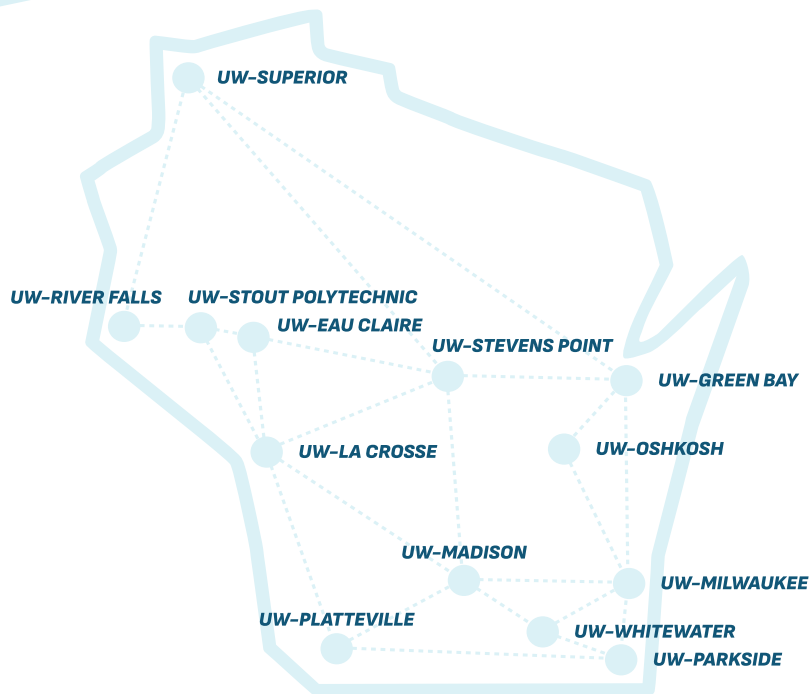 UW-SUPERIOR
UW-RIVER FALLS
UW-STOUT POLYTECHNIC
UW-EAU CLAIRE
UW-STEVENS POINT
UW-GREEN BAY
UW-OSHKOSH
UW-LA CROSSE
UW-MADISON
UW-MILWAUKEE
UW-PLATTEVILLE
UW-WHITEWATER
UW-PARKSIDE